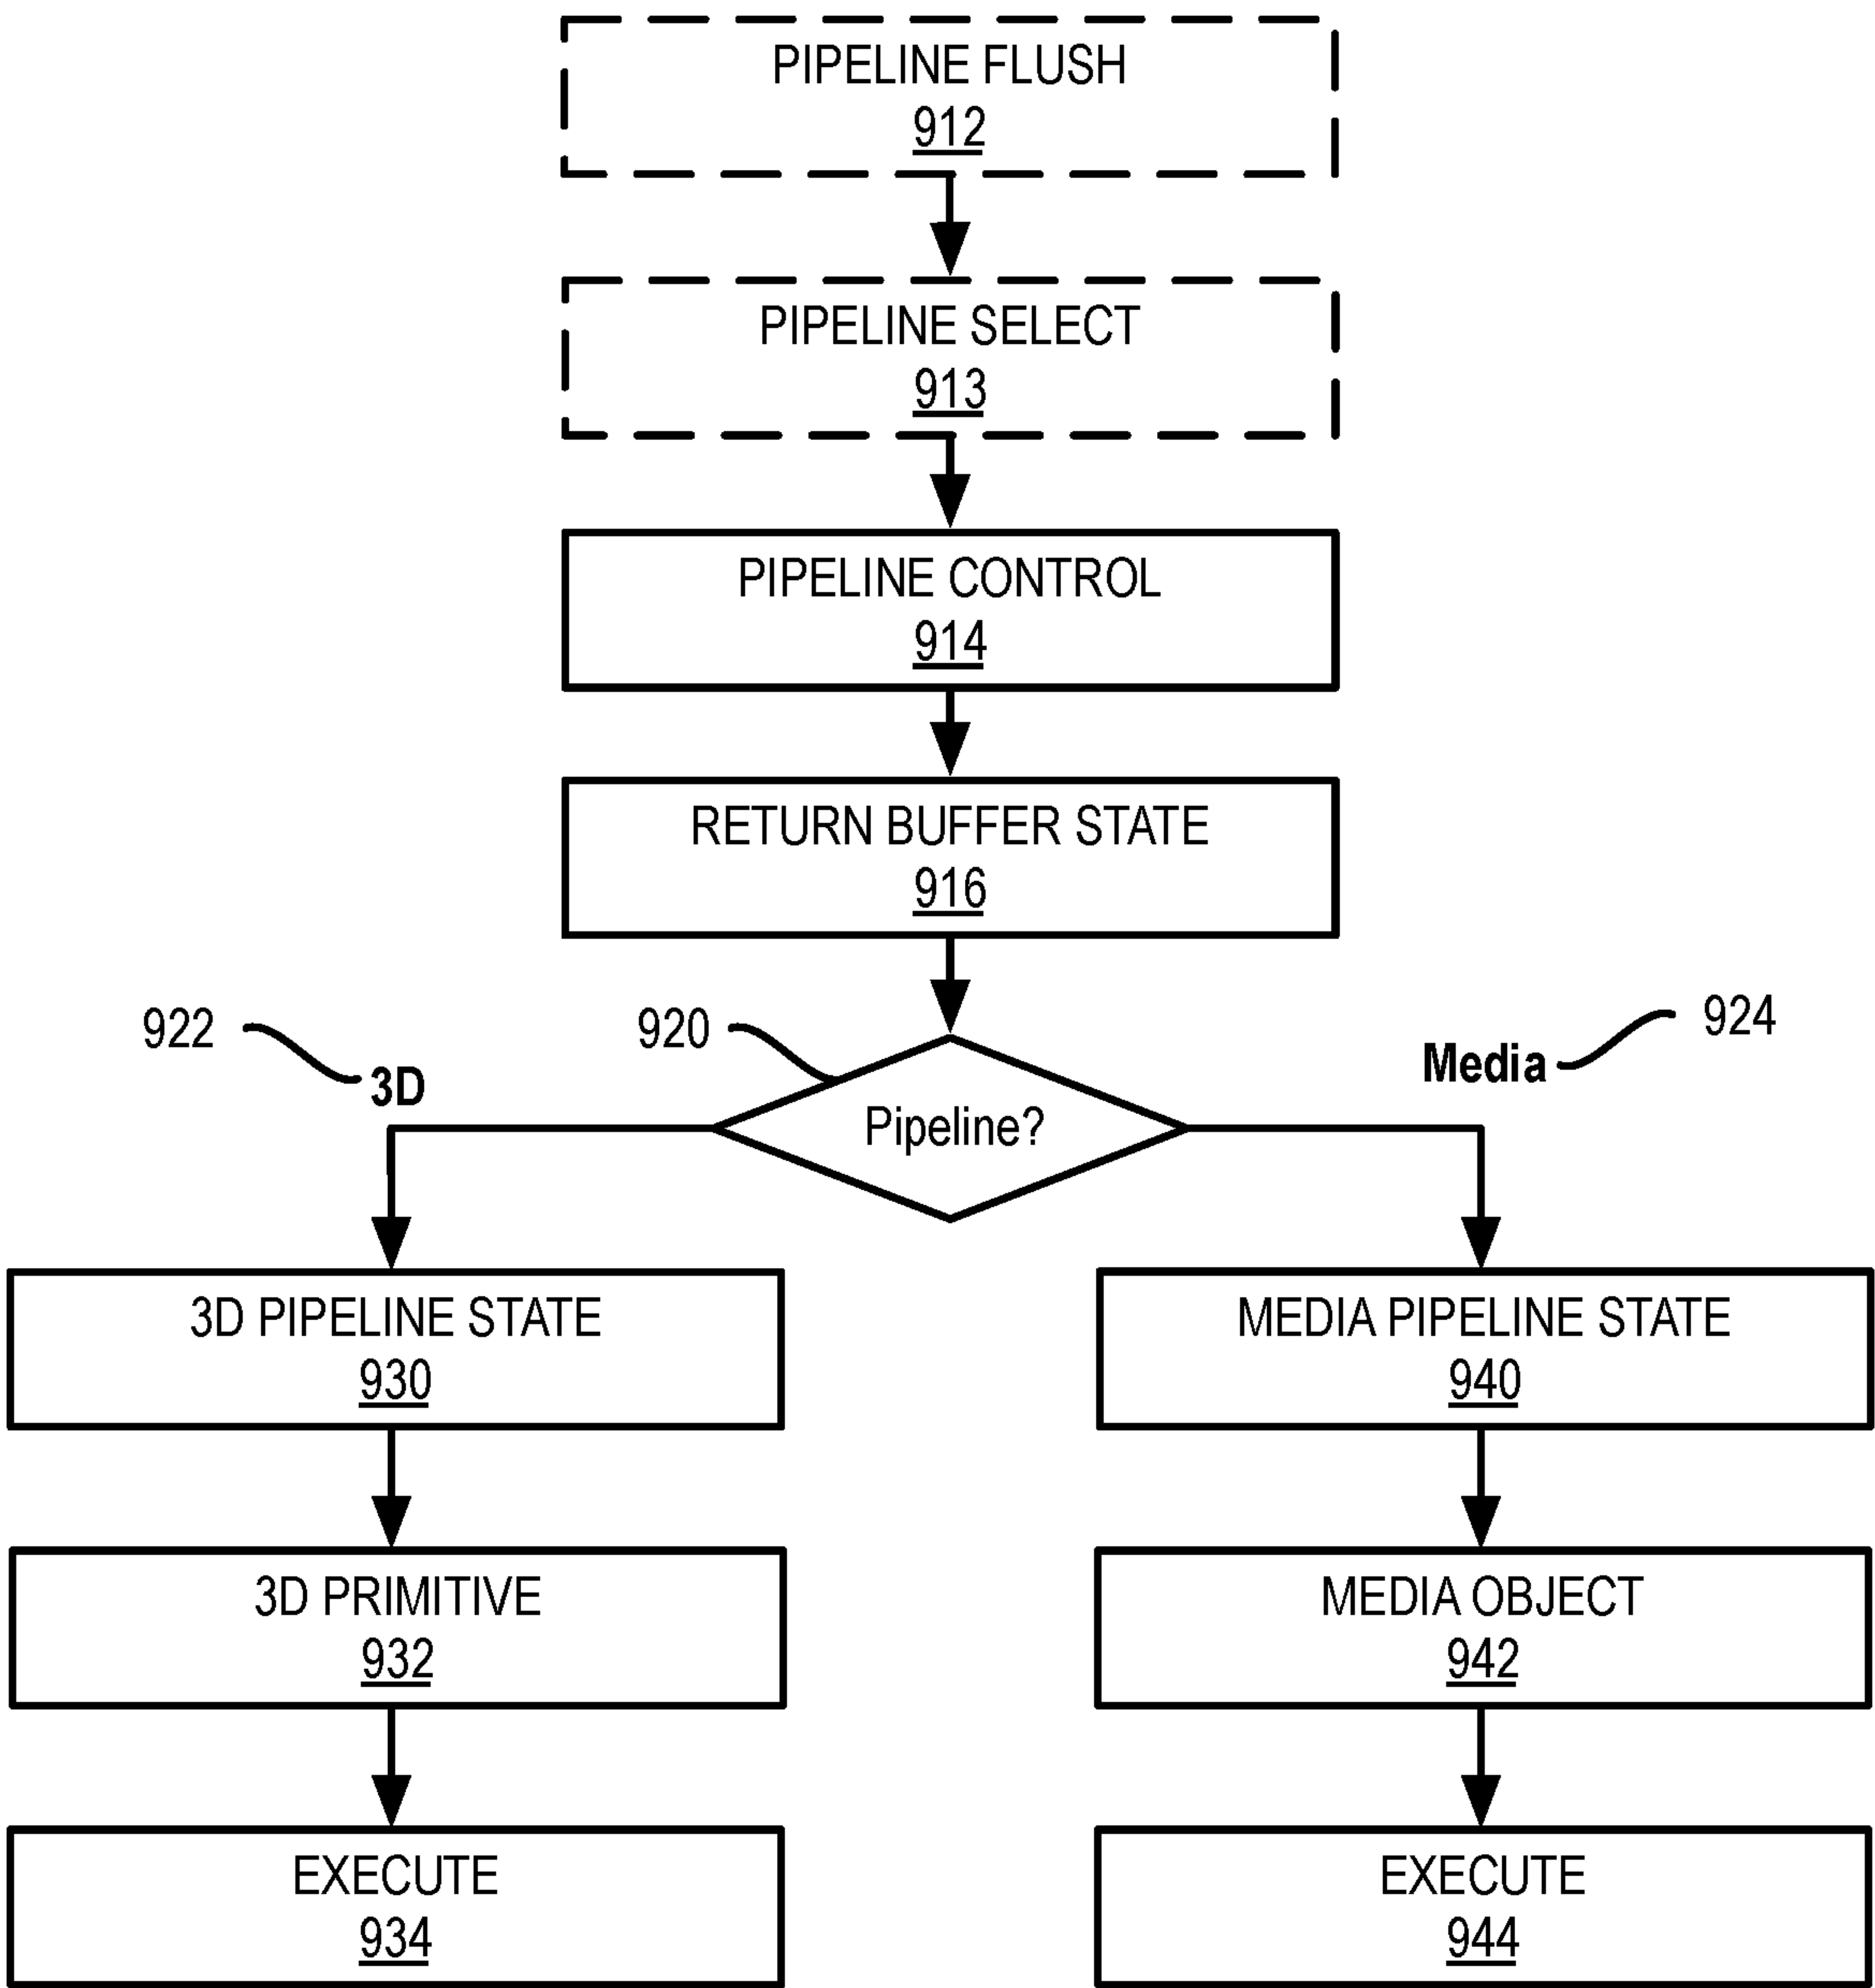 PIPELINE FLUSH
912
PIPELINE SELECT
913
PIPELINE CONTROL
914
RETURN BUFFER STATE
916
922
920
924
3D
Media
Pipeline?
3D PIPELINE STATE
930
MEDIA PIPELINE STATE
940
3D PRIMITIVE
932
MEDIA OBJECT
942
EXECUTE
934
EXECUTE
944